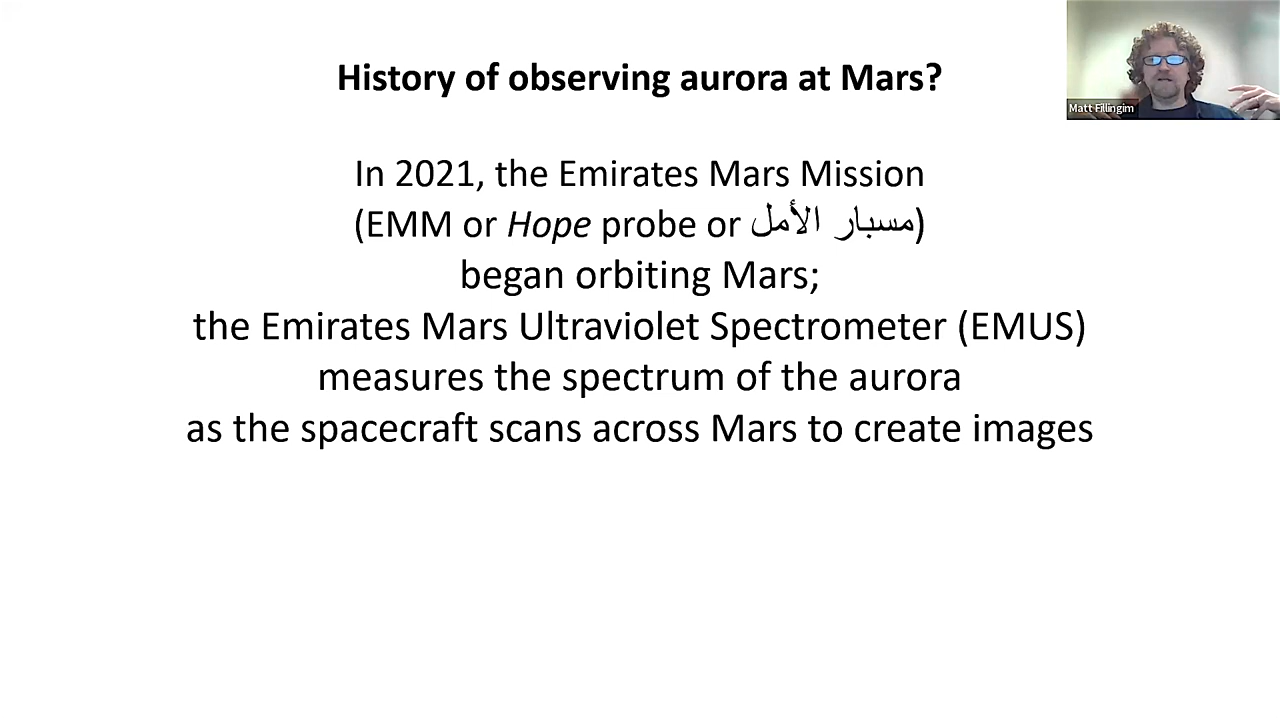 History of observing aurora at Mars?
Matt Fillingim
In 2021, the Emirates Mars Mission
(EMM or Hope probe or مسبار الأمل)
began orbiting Mars;
the Emirates Mars Ultraviolet Spectrometer (EMUS)
measures the spectrum of the aurora
as the spacecraft scans across Mars to create images